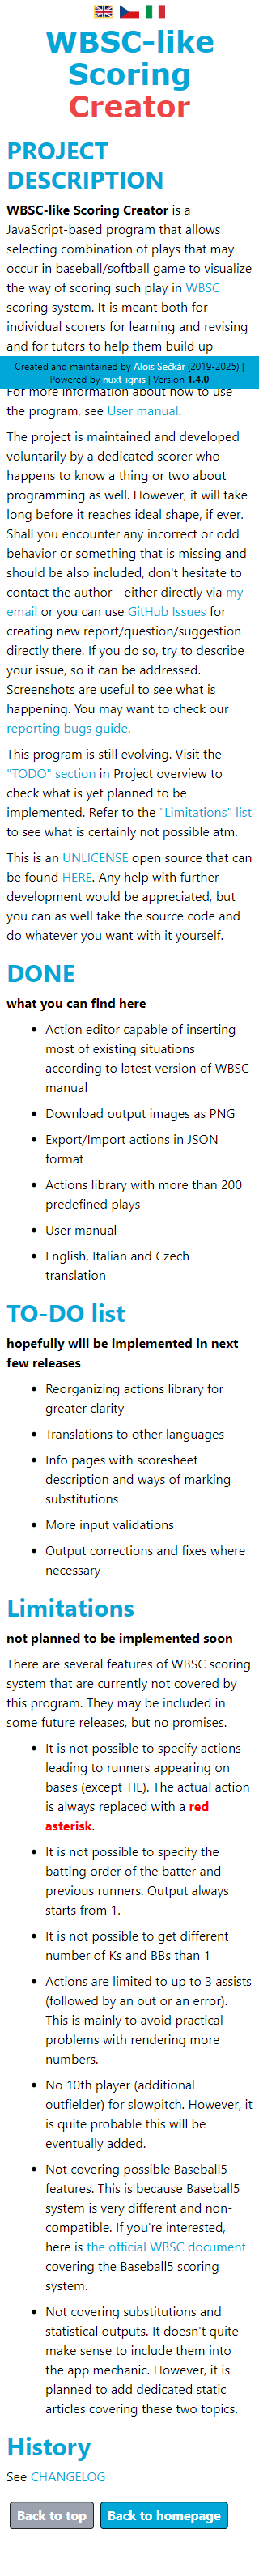 WBSC-like
Scoring
Creator
PROJECT
DESCRIPTION
WBSC-like Scoring Creator is a
JavaScript-based program that allows
selecting combination of plays that may
occur in baseball/softball game to visualize
the way of scoring such play in WBSC
scoring system. It is meant both for
individual scorers for learning and revising
and for tutors to help them build up
Created and maintained by Alois Sečkár (2019-2025) |
Powered by nuxt-ignis | Version 1.4.0
For more information about how to use
the program, see User manual.
The project is maintained and developed
voluntarily by a dedicated scorer who
happens to know a thing or two about
programming as well. However, it will take
long before it reaches ideal shape, if ever.
Shall you encounter any incorrect or odd
behavior or something that is missing and
should be also included, don't hesitate to
contact the author - either directly via my
email or you can use GitHub Issues for
creating new report/question/suggestion
directly there. If you do so, try to describe
your issue, so it can be addressed.
Screenshots are useful to see what is
happening. You may want to check our
reporting bugs guide.
This program is still evolving. Visit the
"TODO" section in Project overview to
check what is yet planned to be
implemented. Refer to the "Limitations" list
to see what is certainly not possible atm.
This is an UNLICENSE open source that can
be found HERE. Any help with further
development would be appreciated, but
you can as well take the source code and
do whatever you want with it yourself.
DONE
what you can find here
• Action editor capable of inserting
most of existing situations
according to latest version of WBSC
manual
• Download output images as PNG
• Export/Import actions in JSON
format
• Actions library with more than 200
predefined plays
• User manual
• English, Italian and Czech
translation
TO-DO list
hopefully will be implemented in next
few releases
• Reorganizing actions library for
greater clarity
• Translations to other languages
• Info pages with scoresheet
description and ways of marking
substitutions
• More input validations
• Output corrections and fixes where
necessary
Limitations
not planned to be implemented soon
There are several features of WBSC scoring
system that are currently not covered by
this program. They may be included in
some future releases, but no promises.
• It is not possible to specify actions
leading to runners appearing on
bases (except TIE). The actual action
is always replaced with a red
asterisk.
• It is not possible to specify the
batting order of the batter and
previous runners. Output always
starts from 1.
• It is not possible to get different
number of Ks and BBs than 1
• Actions are limited to up to 3 assists
(followed by an out or an error).
This is mainly to avoid practical
problems with rendering more
numbers.
• No 10th player (additional
outfielder) for slowpitch. However, it
is quite probable this will be
eventually added.
• Not covering possible Baseball5
features. This is because Baseball5
system is very different and non-
compatible. If you're interested,
here is the official WBSC document
covering the Baseball5 scoring
system.
• Not covering substitutions and
statistical outputs. It doesn't quite
make sense to include them into
the app mechanic. However, it is
planned to add dedicated static
articles covering these two topics.
History
See CHANGELOG
Back to top
Back to homepage